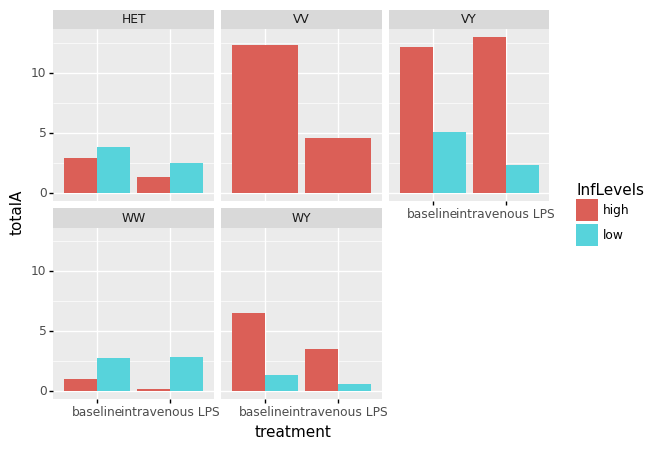 HET VV VY
10
5
0
InfLevels
high
low
baseline intravenous LPS
totalA
WW WY
10
5
0
baseline intravenous LPS baseline intravenous LPS
treatment